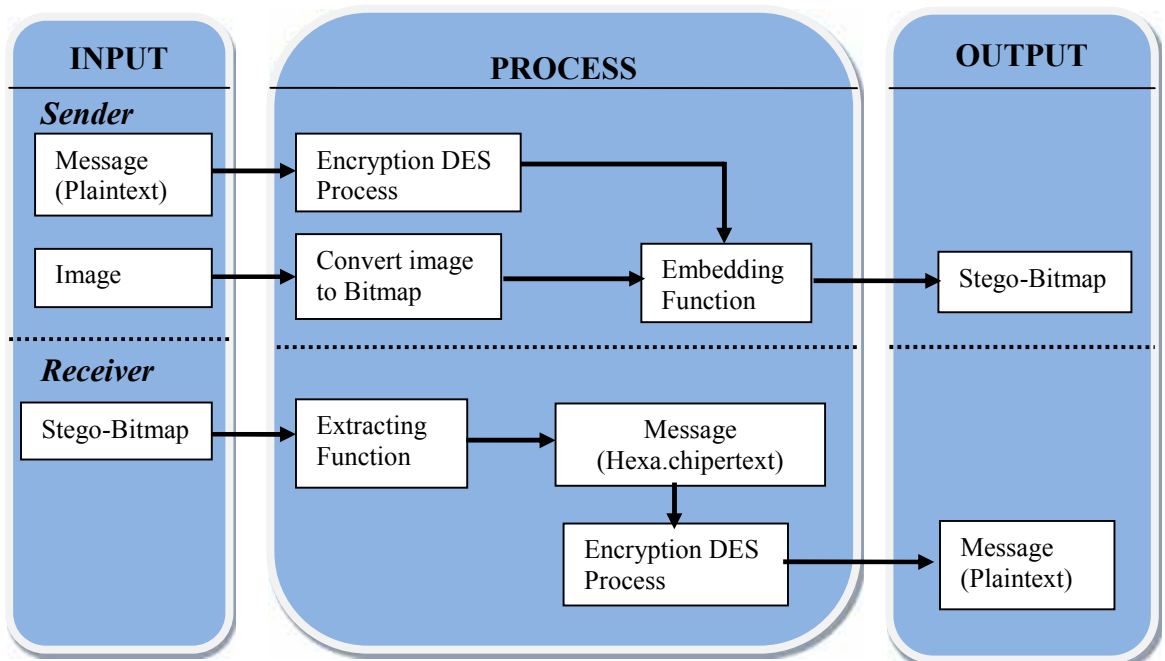 INPUT
PROCESS
OUTPUT
Sender
Message
(Plaintext)
Encryption DES
Process
Image
Convert image
to Bitmap
Embedding
Function
Stego-Bitmap
Receiver
Stego-Bitmap
Extracting
Function
Message
(Hexa.chipertext)
Encryption DES
Process
Message
(Plaintext)